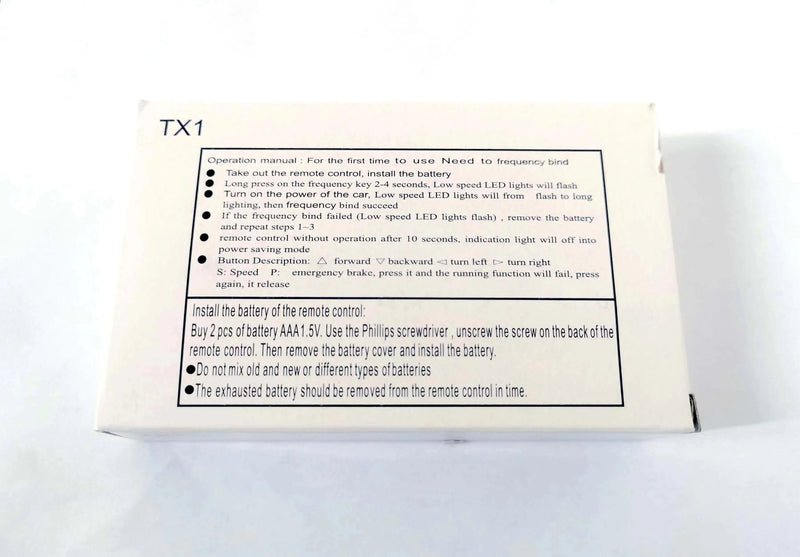 TX1
Operation manual : For the first time to use Need to frequency bind
● Take out the remote control, install the battery
● Long press on the frequency key 2-4 seconds, Low speed LED lights will flash
● Turn on the power of the car, Low speed LED lights will from flash to long
lighting, then frequency bind succeed
● If the frequency bind failed (Low speed LED lights flash) , remove the battery
and repeat steps 1~3
● remote control without operation after 10 seconds, indication light will off into
power saving mode
● Button Description: △ forward ▽ backward ◁ turn left ▷ turn right
S: Speed P: emergency brake, press it and the running function will fail, press
again, it release
Install the battery of the remote control:
Buy 2 pcs of battery AAA1.5V. Use the Phillips screwdriver , unscrew the screw on the back of the
remote control. Then remove the battery cover and install the battery.
●Do not mix old and new or different types of batteries
●The exhausted battery should be removed from the remote control in time.